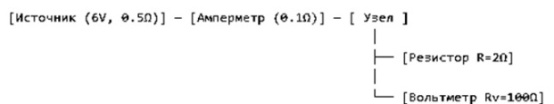 [Источник (6V, 0.5Ω)] — [Амперметр (0.1Ω)] — [ Узел ]
[Резистор R=2Ω]
[Вольтметр Rv=100Ω]